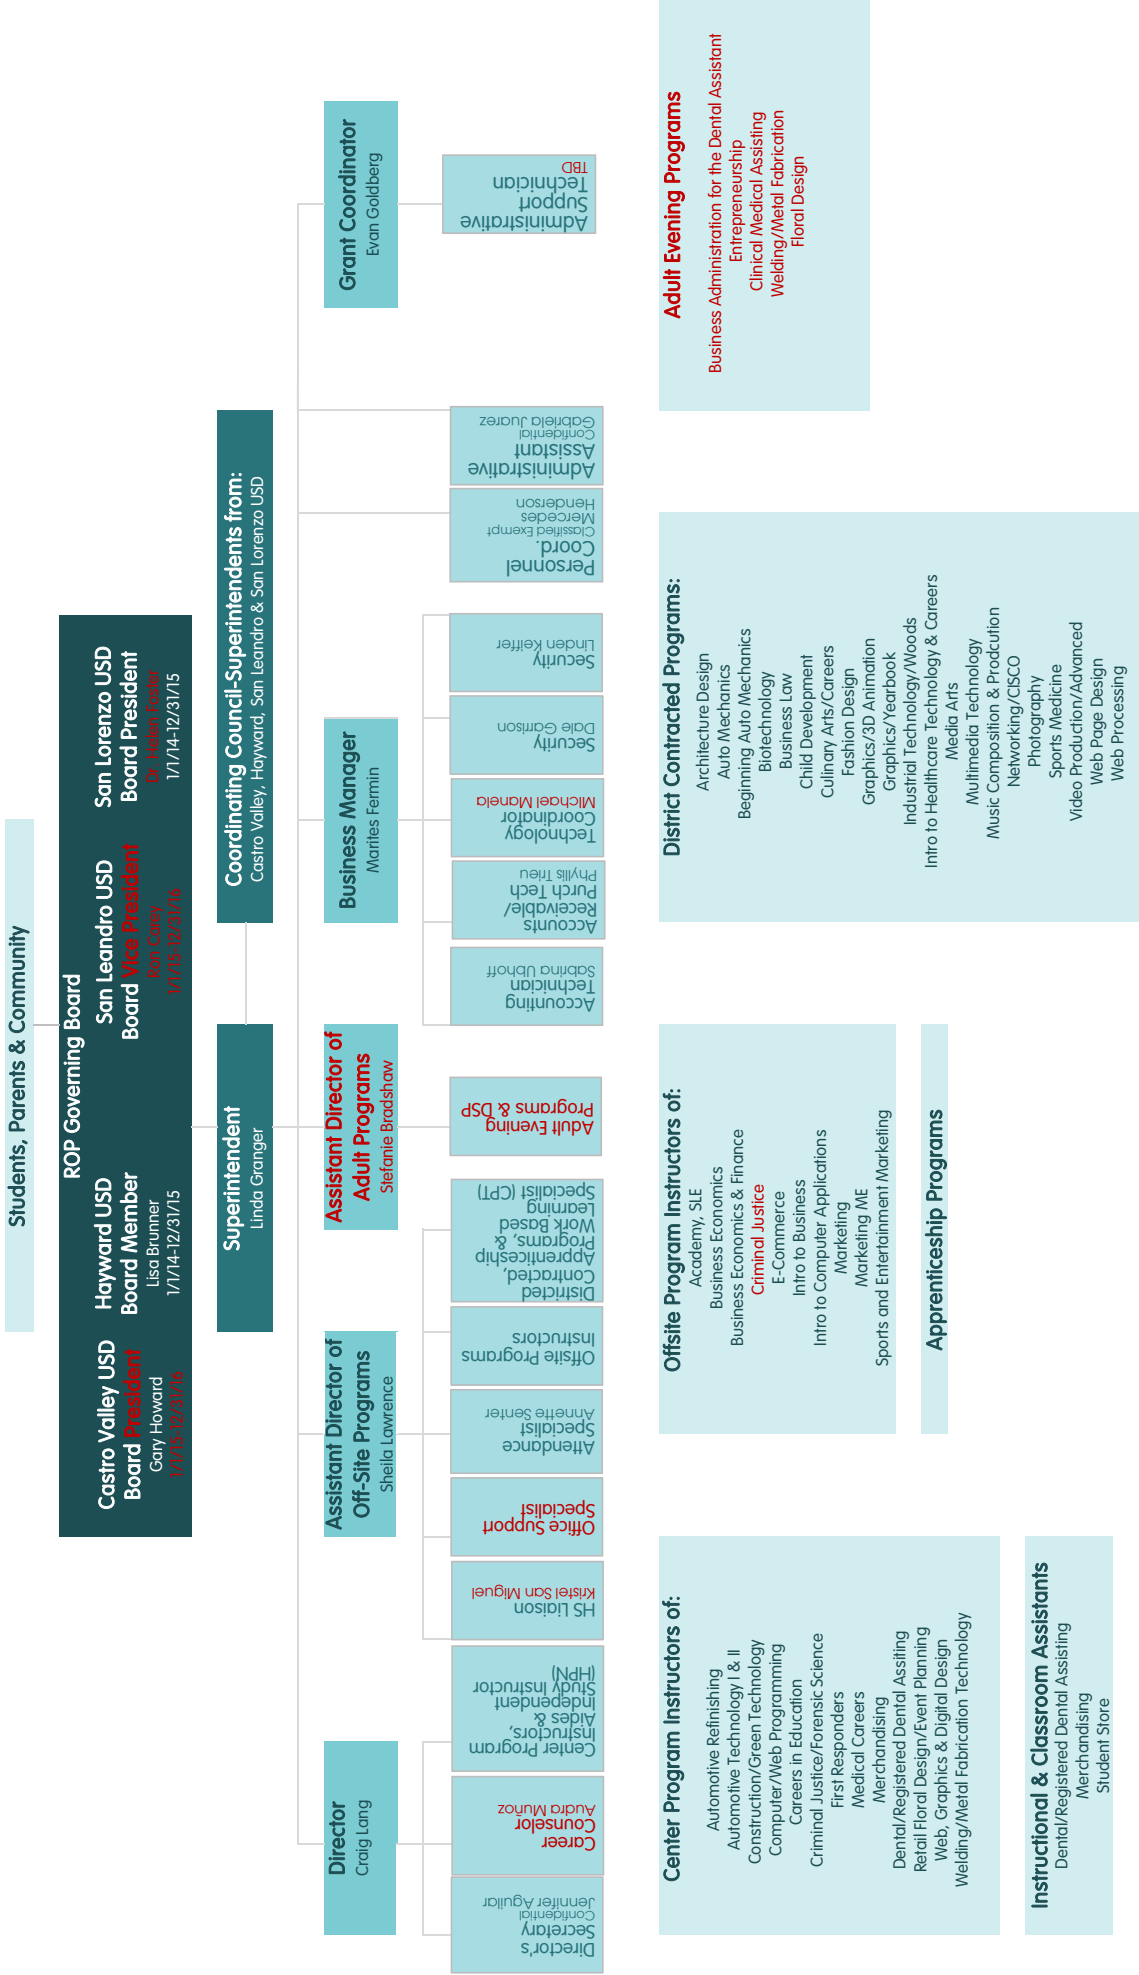 Students, Parents & Community
ROP Governing Board
Castro Valley USD
Board President
Gary Howard
1/1/15-12/31/16
Hayward USD
Board Member
Lisa Brunner
1/1/14-12/31/15
San Leandro USD
Board Vice President
Ron Carey
1/1/15-12/31/16
San Lorenzo USD
Board President
Dr. Helen Foster
1/1/14-12/31/15
Superintendent
Linda Granger
Coordinating Council-Superintendents from:
Castro Valley, Hayward, San Leandro & San Lorenzo USD
Director
Craig Lang
Assistant Director of
Off-Site Programs
Sheila Lawrence
Assistant Director of
Adult Programs
Stefanie Bradshaw
Business Manager
Marites Fermin
Grant Coordinator
Evan Goldberg
Director's
Secretary
Confidential
Jennifer Aguilar
Career
Counselor
Audra Muñoz
Center Program
Instructors,
Aides &
Independent
Study Instructor
(HPN)
HS Liaison
Kristel San Miguel
Office Support
Specialist
Attendance
Specialist
Annette Senter
Offsite Programs
Instructors
Districted
Contracted,
Apprenticeship
Programs, &
Work Based
Learning
Specialist (CPT)
Adult Evening
Programs & DSP
Accounting
Technician
Sabrina Ubhoff
Accounts
Receivable/
Purch Tech
Phyllis Trieu
Technology
Coordinator
Michael Manela
Security
Dale Garrison
Security
Linden Keiffer
Personnel
Coord.
Classified Exempt
Mercedes
Henderson
Administrative
Assistant
Confidential
Gabriela Juarez
Administrative
Support
Technician
TBD
Center Program Instructors of:
Automotive Refinishing
Automotive Technology I & II
Construction/Green Technology
Computer/Web Programming
Careers in Education
Criminal Justice/Forensic Science
First Responders
Medical Careers
Merchandising
Dental/Registered Dental Assiting
Retail Floral Design/Event Planning
Web, Graphics & Digital Design
Welding/Metal Fabrication Technology
Instructional & Classroom Assistants
Dental/Registered Dental Assisting
Merchandising
Student Store
Offsite Program Instructors of:
Academy, SLE
Business Economics
Business Economics & Finance
Criminal Justice
E-Commerce
Intro to Business
Intro to Computer Applications
Marketing
Marketing ME
Sports and Entertainment Marketing
Apprenticeship Programs
District Contracted Programs:
Architecture Design
Auto Mechanics
Beginning Auto Mechanics
Biotechnology
Business Law
Child Development
Culinary Arts/Careers
Fashion Design
Graphics/3D Animation
Graphics/Yearbook
Industrial Technology/Woods
Intro to Healthcare Technology & Careers
Media Arts
Multimedia Technology
Music Composition & Prodcution
Networking/CISCO
Photography
Sports Medicine
Video Production/Advanced
Web Page Design
Web Processing
Adult Evening Programs
Business Administration for the Dental Assistant
Entrepreneurship
Clinical Medical Assisting
Welding/Metal Fabrication
Floral Design